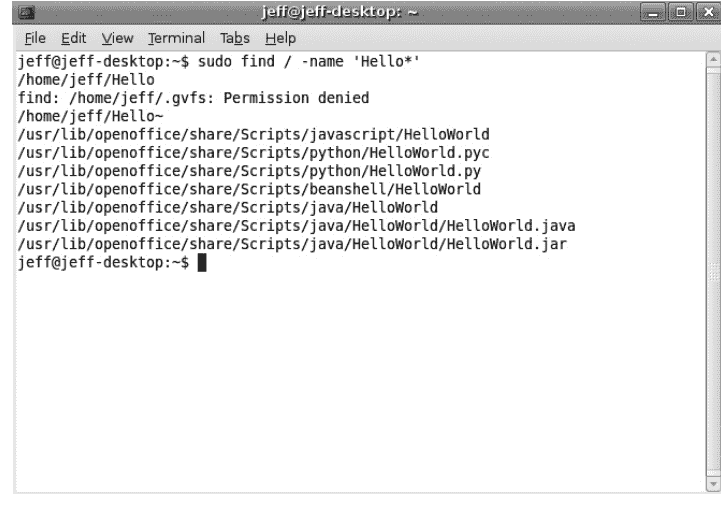 jeff@jeff-desktop: ~
File Edit View Terminal Tabs Help
jeff@jeff-desktop:~$ sudo find / -name 'Hello*'
/home/jeff/Hello
find: /home/jeff/.gvfs: Permission denied
/home/jeff/Hello~
/usr/lib/openoffice/share/Scripts/javascript/HelloWorld
/usr/lib/openoffice/share/Scripts/python/HelloWorld.pyc
/usr/lib/openoffice/share/Scripts/python/HelloWorld.py
/usr/lib/openoffice/share/Scripts/beanshell/HelloWorld
/usr/lib/openoffice/share/Scripts/java/HelloWorld
/usr/lib/openoffice/share/Scripts/java/HelloWorld/HelloWorld.java
/usr/lib/openoffice/share/Scripts/java/HelloWorld/HelloWorld.jar
jeff@jeff-desktop:~$